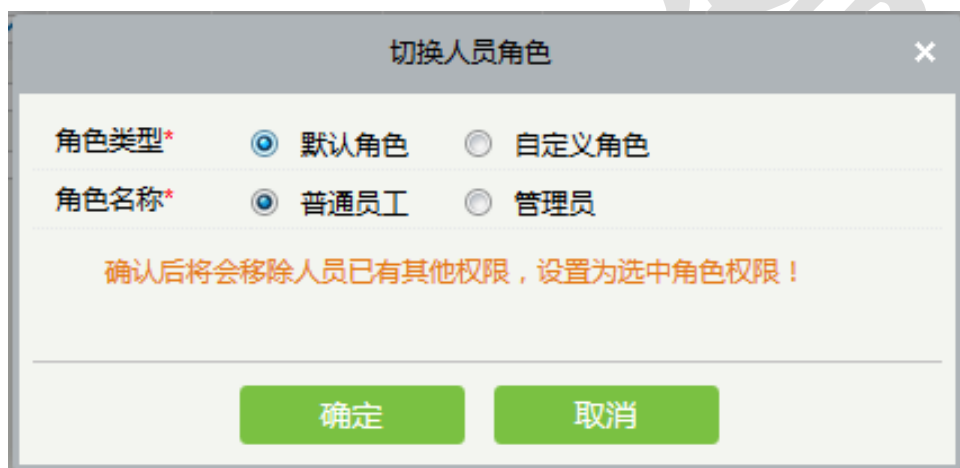 切换人员角色
角色类型* 默认角色 自定义角色
角色名称* 普通员工 管理员
确认后将会移除人员已有其他权限，设置为选中角色权限！
确定 取消